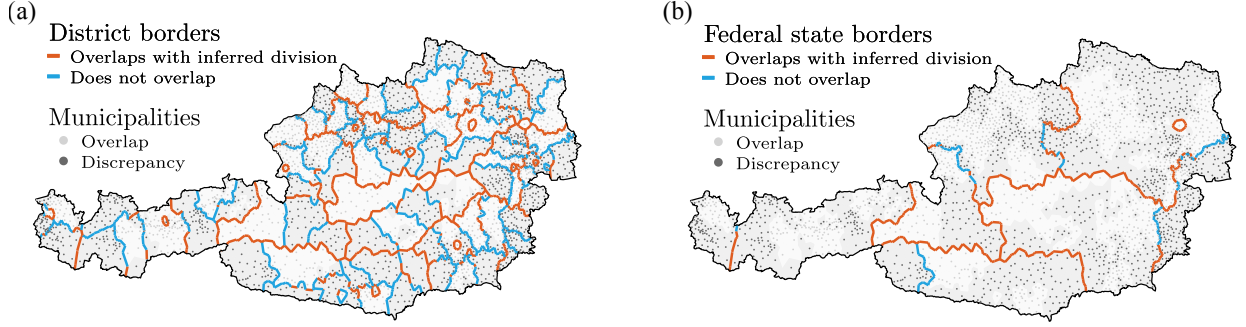 (a)
District borders
Overlaps with inferred division
Does not overlap
Municipalities
Overlap
Discrepancy
(b)
Federal state borders
Overlaps with inferred division
Does not overlap
Municipalities
Overlap
Discrepancy